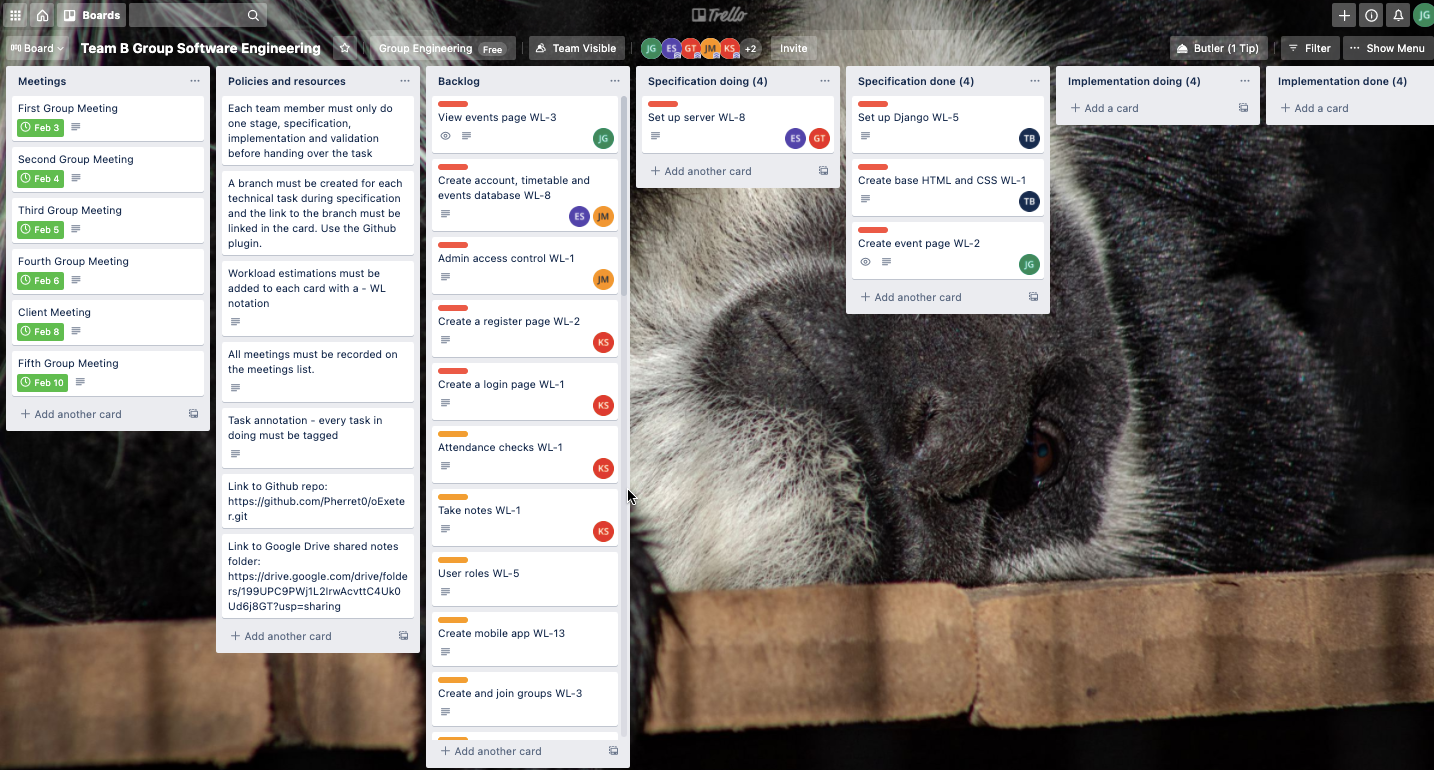 Boards
Trello
JG
Board
Team B Group Software Engineering
Group Engineering Free
Team Visible
JG ES GT JM KS +2
Invite
Butler (1 Tip)
Filter
Show Menu
Meetings
First Group Meeting
Feb 3
Second Group Meeting
Feb 4
Third Group Meeting
Feb 5
Fourth Group Meeting
Feb 6
Client Meeting
Feb 8
Fifth Group Meeting
Feb 10
Add another card
Policies and resources
Each team member must only do
one stage, specification,
implementation and validation
before handing over the task
A branch must be created for each
technical task during specification
and the link to the branch must be
linked in the card. Use the Github
plugin.
Workload estimations must be
added to each card with a - WL
notation
All meetings must be recorded on
the meetings list.
Task annotation - every task in
doing must be tagged
Link to Github repo:
https://github.com/Pherret0/oExete
r.git
Link to Google Drive shared notes
folder:
https://drive.google.com/drive/folde
rs/199UPC9PWj1L2lrwAcvttC4Uk0
Ud6j8GT?usp=sharing
Add another card
Backlog
View events page WL-3
JG
Create account, timetable and
events database WL-8
ES JM
Admin access control WL-1
JM
Create a register page WL-2
KS
Create a login page WL-1
KS
Attendance checks WL-1
KS
Take notes WL-1
KS
User roles WL-5
Create mobile app WL-13
Create and join groups WL-3
Add another card
Specification doing (4)
Set up server WL-8
ES GT
Add another card
Specification done (4)
Set up Django WL-5
TB
Create base HTML and CSS WL-1
TB
Create event page WL-2
JG
Add another card
Implementation doing (4)
Add a card
Implementation done (4)
Add a card